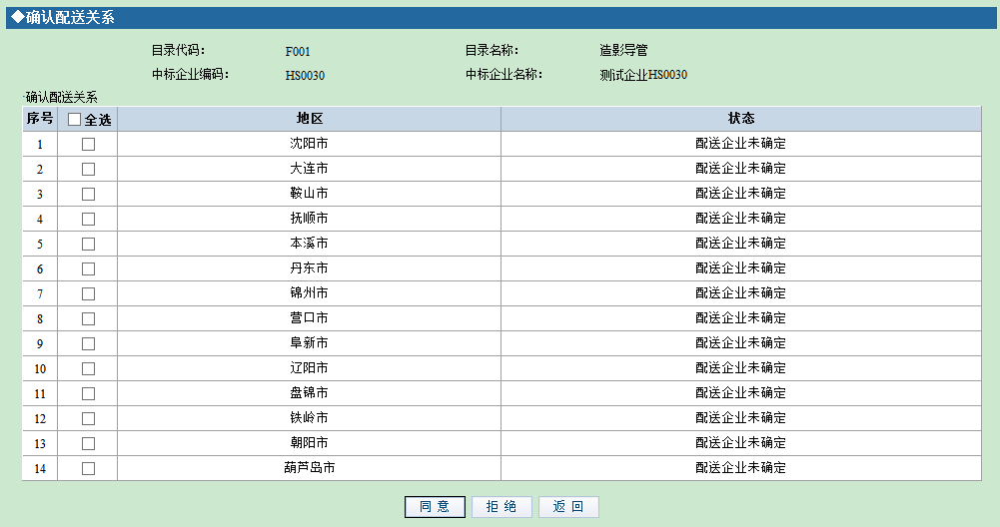 ◆确认配送关系
目录代码： F001 目录名称： 造影导管
中标企业编码： HS0030 中标企业名称： 测试企业HS0030
·确认配送关系
序号 全选 地区 状态
1 沈阳市 配送企业未确定
2 大连市 配送企业未确定
3 鞍山市 配送企业未确定
4 抚顺市 配送企业未确定
5 本溪市 配送企业未确定
6 丹东市 配送企业未确定
7 锦州市 配送企业未确定
8 营口市 配送企业未确定
9 阜新市 配送企业未确定
10 辽阳市 配送企业未确定
11 盘锦市 配送企业未确定
12 铁岭市 配送企业未确定
13 朝阳市 配送企业未确定
14 葫芦岛市 配送企业未确定
同 意 拒 绝 返 回